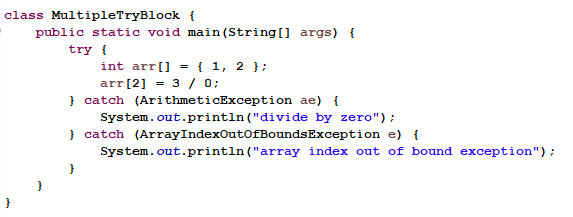 class MultipleTryBlock {
    public static void main(String[] args) {
        try {
            int arr[] = { 1, 2 };
            arr[2] = 3 / 0;
        } catch (ArithmeticException ae) {
            System.out.println("divide by zero");
        } catch (ArrayIndexOutOfBoundsException e) {
            System.out.println("array index out of bound exception");
        }
    }
}